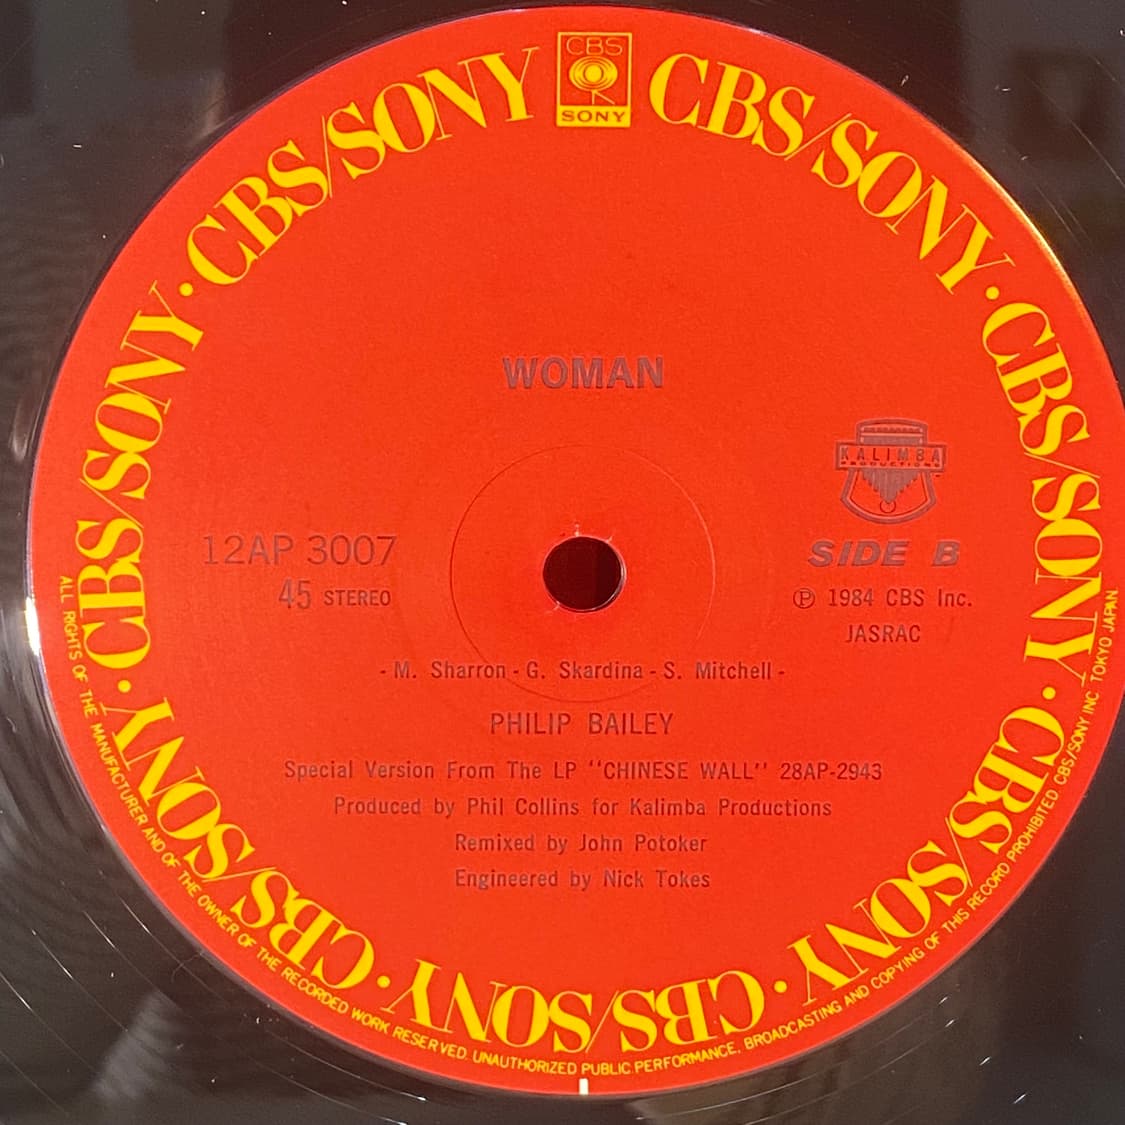 CBS
SONY
CBS/SONY · CBS/SONY · CBS/SONY · CBS/SONY · CBS/SONY · CBS/SONY · CBS/SONY
WOMAN
KALIMBA
PRODUCTIONS
12AP 3007
45 STEREO
SIDE B
Ⓟ 1984 CBS Inc.
JASRAC
- M. Sharron - G. Skardina - S. Mitchell -
PHILIP BAILEY
Special Version From The LP "CHINESE WALL" 28AP-2943
Produced by Phil Collins for Kalimba Productions
Remixed by John Potoker
Engineered by Nick Tokes
ALL RIGHTS OF THE MANUFACTURER AND OF THE OWNER OF THE RECORDED WORK RESERVED. UNAUTHORIZED PUBLIC PERFORMANCE, BROADCASTING AND COPYING OF THIS RECORD PROHIBITED CBS/SONY INC TOKYO JAPAN